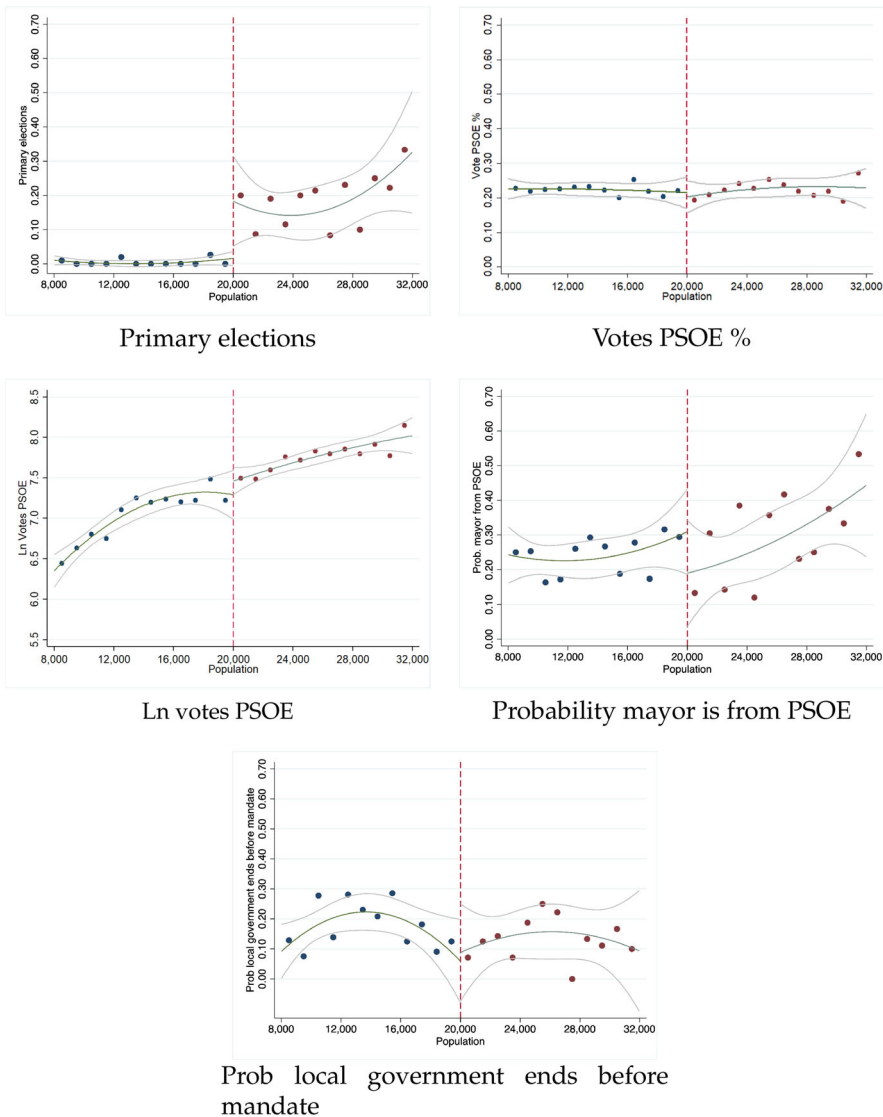 Primary elections
0.00 0.10 0.20 0.30 0.40 0.50 0.60 0.70
8,000 12,000 16,000 20,000 24,000 28,000 32,000
Population
Primary elections
Vote PSOE %
0.00 0.10 0.20 0.30 0.40 0.50 0.60 0.70
8,000 12,000 16,000 20,000 24,000 28,000 32,000
Population
Votes PSOE %
Ln Votes PSOE
5.5 6.0 6.5 7.0 7.5 8.0 8.5
8,000 12,000 16,000 20,000 24,000 28,000 32,000
Population
Ln votes PSOE
Prob. mayor from PSOE
0.00 0.10 0.20 0.30 0.40 0.50 0.60 0.70
8,000 12,000 16,000 20,000 24,000 28,000 32,000
Population
Probability mayor is from PSOE
Prob local government ends before mandate
0.00 0.10 0.20 0.30 0.40 0.50 0.60 0.70
8,000 12,000 16,000 20,000 24,000 28,000 32,000
Population
Prob local government ends before
mandate